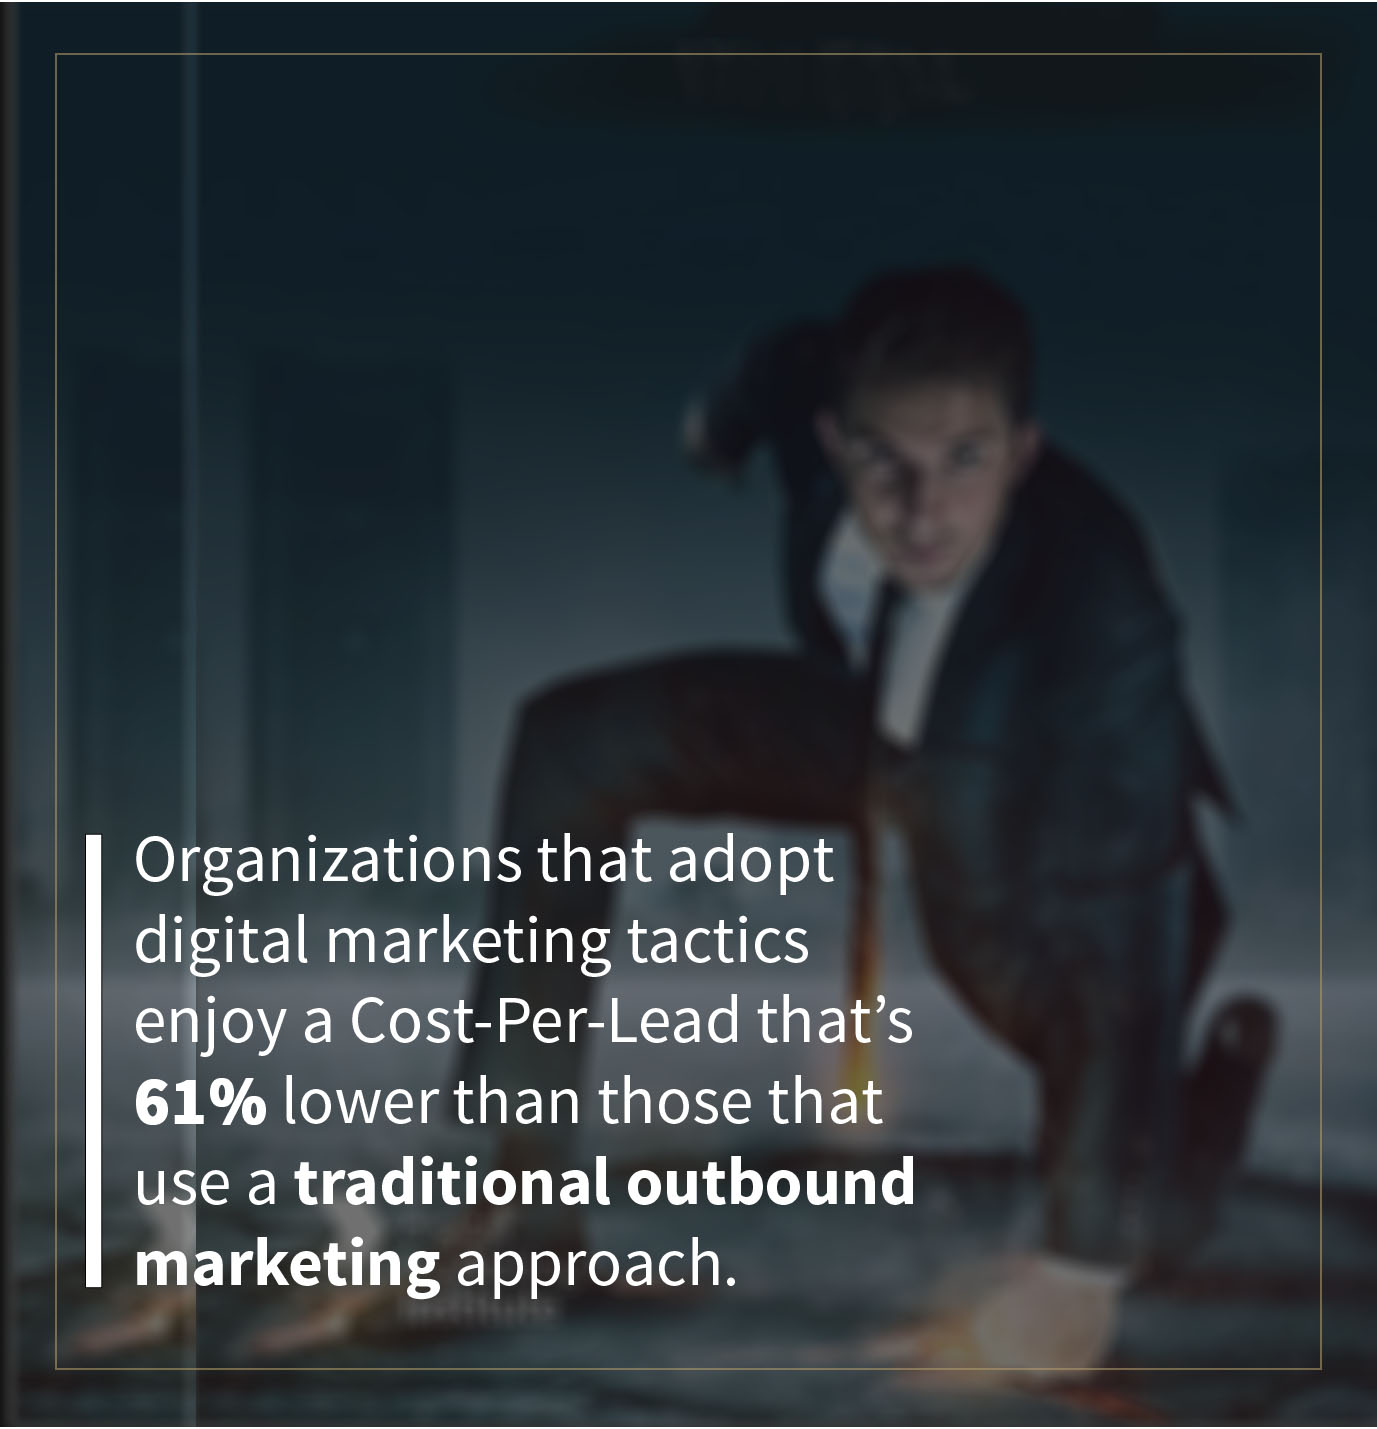 Organizations that adopt
digital marketing tactics
enjoy a Cost-Per-Lead that’s
61% lower than those that
use a traditional outbound
marketing approach.